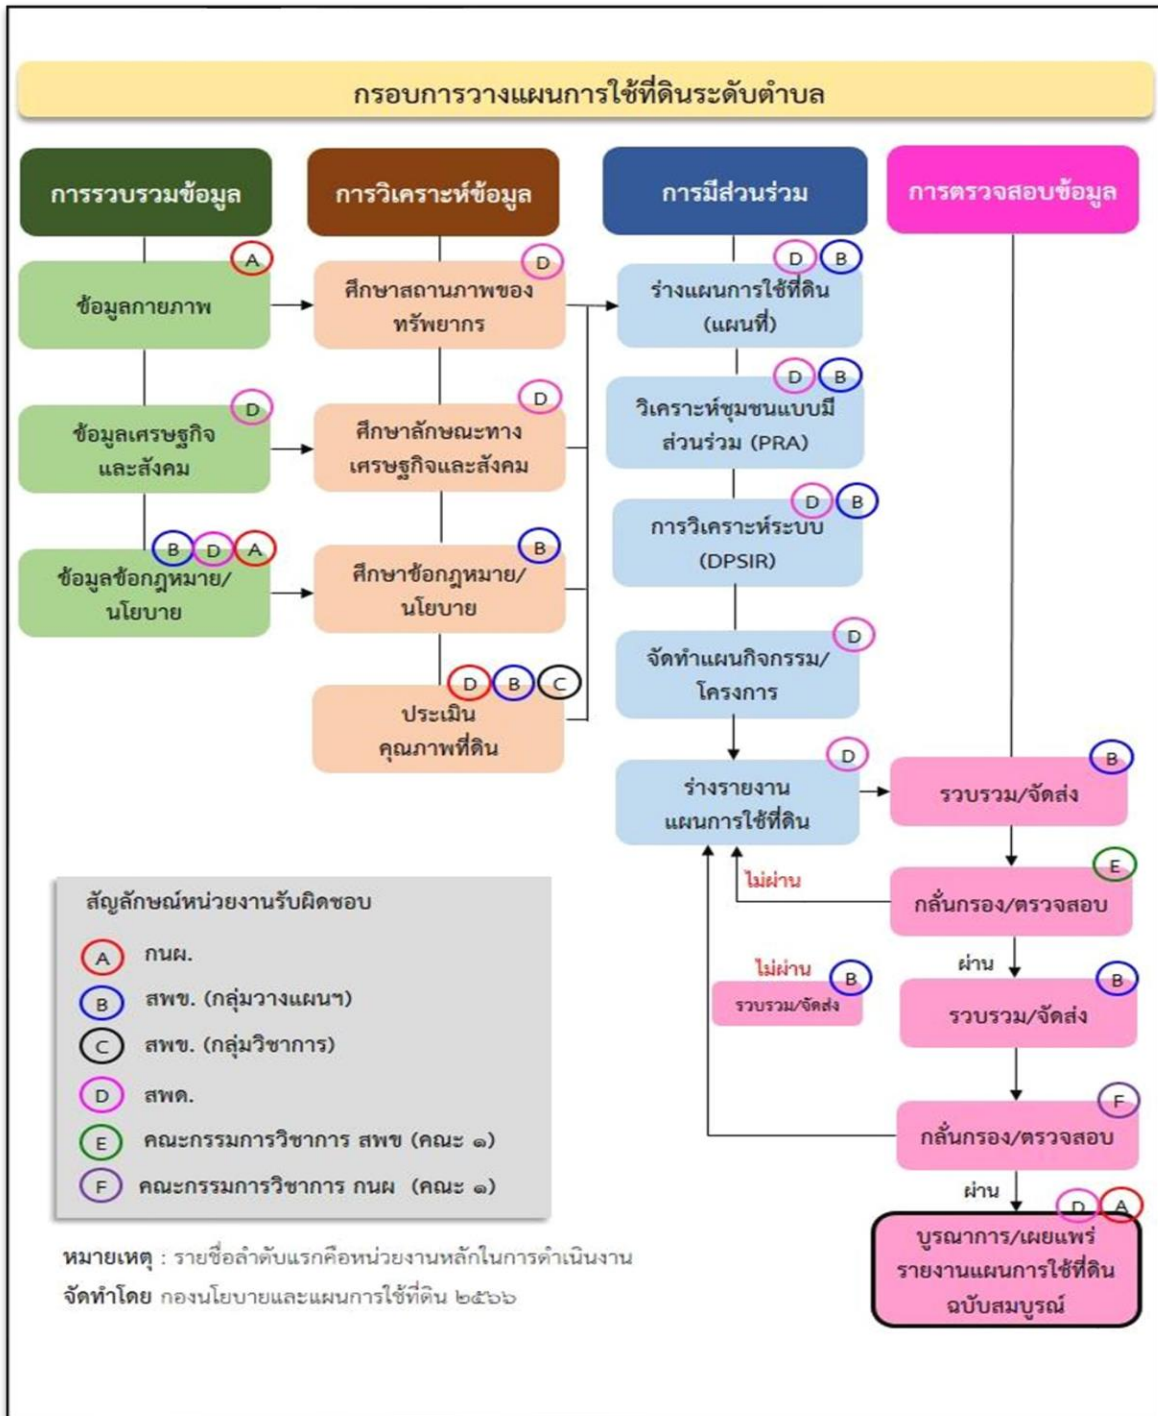 กรอบการวางแผนการใช้ที่ดินระดับตำบล
การรวบรวมข้อมูล
A
ข้อมูลกายภาพ
D
ข้อมูลเศรษฐกิจ
และสังคม
B D A
ข้อมูลข้อกฎหมาย/
นโยบาย
การวิเคราะห์ข้อมูล
D
ศึกษาสถานภาพของ
ทรัพยากร
D
ศึกษาลักษณะทาง
เศรษฐกิจและสังคม
B
ศึกษาข้อกฎหมาย/
นโยบาย
D B C
ประเมิน
คุณภาพที่ดิน
การมีส่วนร่วม
D B
ร่างแผนการใช้ที่ดิน
(แผนที่)
D B
วิเคราะห์ชุมชนแบบมี
ส่วนร่วม (PRA)
D B
การวิเคราะห์ระบบ
(DPSIR)
D
จัดทำแผนกิจกรรม/
โครงการ
D
ร่างรายงาน
แผนการใช้ที่ดิน
การตรวจสอบข้อมูล
B
รวบรวม/จัดส่ง
E
กลั่นกรอง/ตรวจสอบ
ไม่ผ่าน
ผ่าน
B
รวบรวม/จัดส่ง
ไม่ผ่าน
B
รวบรวม/จัดส่ง
F
กลั่นกรอง/ตรวจสอบ
ผ่าน
D A
บูรณาการ/เผยแพร่
รายงานแผนการใช้ที่ดิน
ฉบับสมบูรณ์
สัญลักษณ์หน่วยงานรับผิดชอบ
A กนผ.
B สพข. (กลุ่มวางแผนฯ)
C สพข. (กลุ่มวิชาการ)
D สพด.
E คณะกรรมการวิชาการ สพข (คณะ ๑)
F คณะกรรมการวิชาการ กนผ (คณะ ๑)
หมายเหตุ : รายชื่อลำดับแรกคือหน่วยงานหลักในการดำเนินงาน
จัดทำโดย กองนโยบายและแผนการใช้ที่ดิน ๒๕๖๖